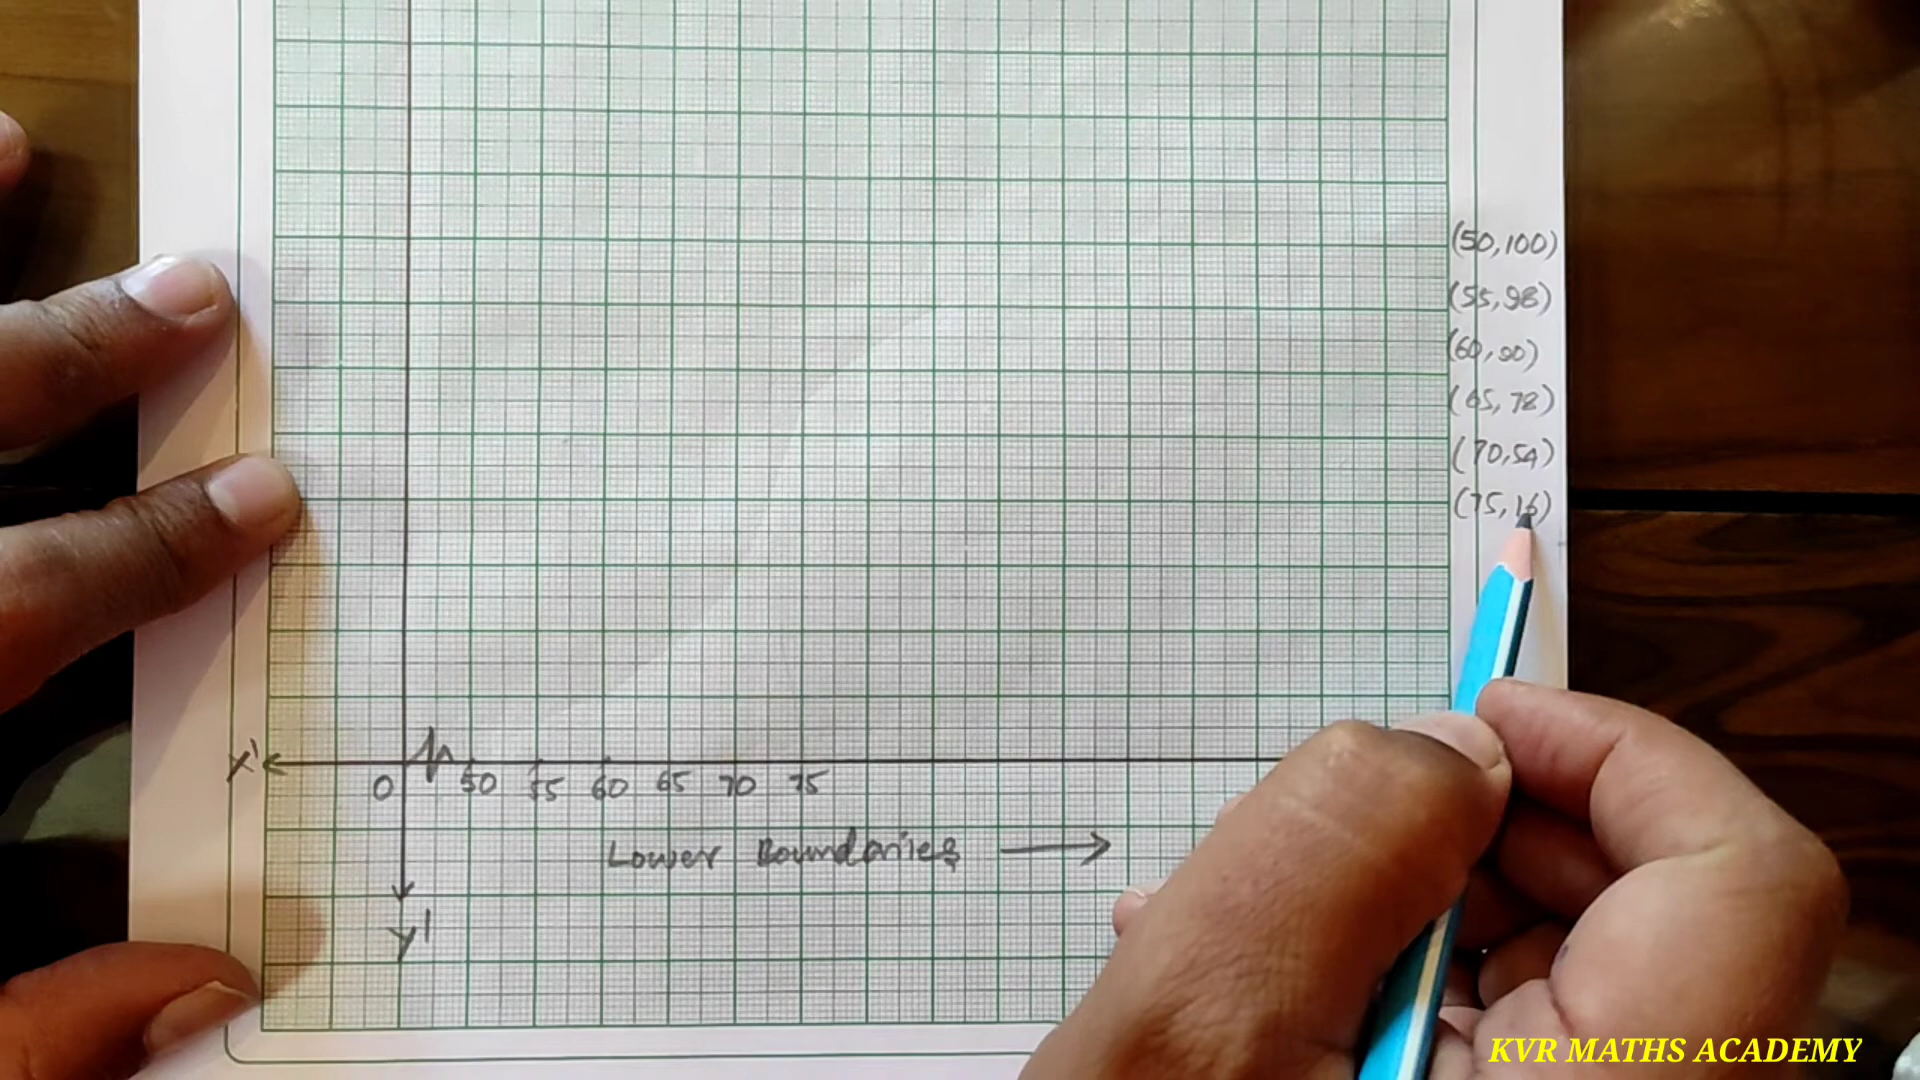 (50,100)
(55,98)
(60,90)
(65,78)
(70,54)
(75,16)
X'
0 50 55 60 65 70 75
Lower Boundaries
y'
KVR MATHS ACADEMY